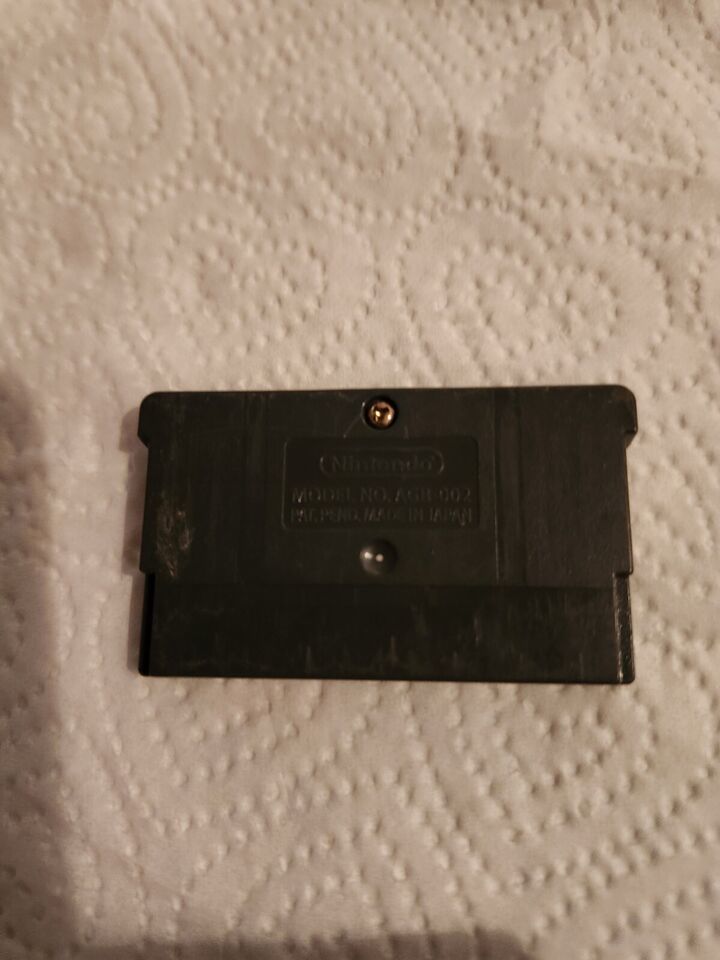 Nintendo
MODEL NO. AGB-002
PAT. PEND. MADE IN JAPAN